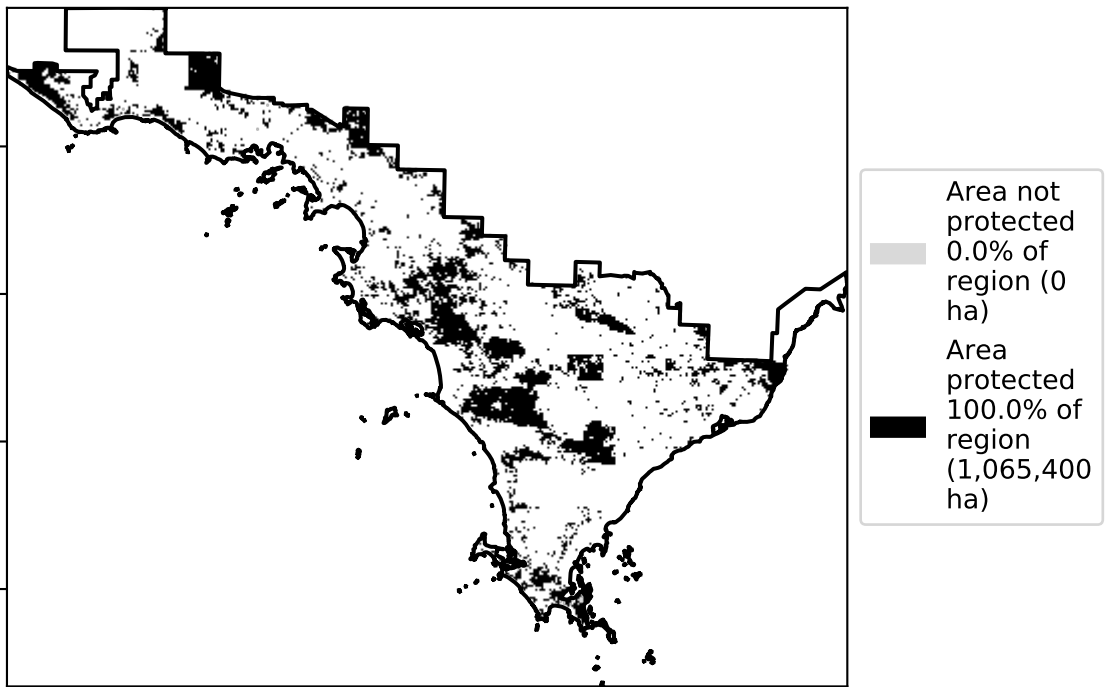 Area not
protected
0.0% of
region (0
ha)
Area
protected
100.0% of
region
(1,065,400
ha)